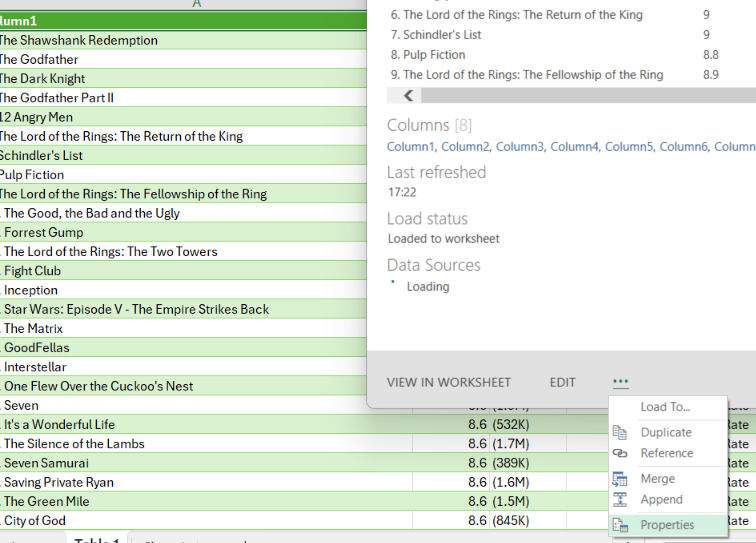 A
lumn1
The Shawshank Redemption
The Godfather
The Dark Knight
The Godfather Part II
12 Angry Men
The Lord of the Rings: The Return of the King
Schindler's List
Pulp Fiction
The Lord of the Rings: The Fellowship of the Ring
. The Good, the Bad and the Ugly
. Forrest Gump
. The Lord of the Rings: The Two Towers
. Fight Club
. Inception
. Star Wars: Episode V - The Empire Strikes Back
. The Matrix
. GoodFellas
. Interstellar
. One Flew Over the Cuckoo's Nest
. Seven
. It's a Wonderful Life 8.6 (532K) Rate
. The Silence of the Lambs 8.6 (1.7M) Rate
. Seven Samurai 8.6 (389K) Rate
. Saving Private Ryan 8.6 (1.6M) Rate
. The Green Mile 8.6 (1.5M) Rate
. City of God 8.6 (845K) Rate
Table 1
6. The Lord of the Rings: The Return of the King 9
7. Schindler's List 9
8. Pulp Fiction 8.8
9. The Lord of the Rings: The Fellowship of the Ring 8.9
Columns [8]
Column1, Column2, Column3, Column4, Column5, Column6, Column
Last refreshed
17:22
Load status
Loaded to worksheet
Data Sources
Loading
VIEW IN WORKSHEET EDIT ...
Load To...
Duplicate
Reference
Merge
Append
Properties